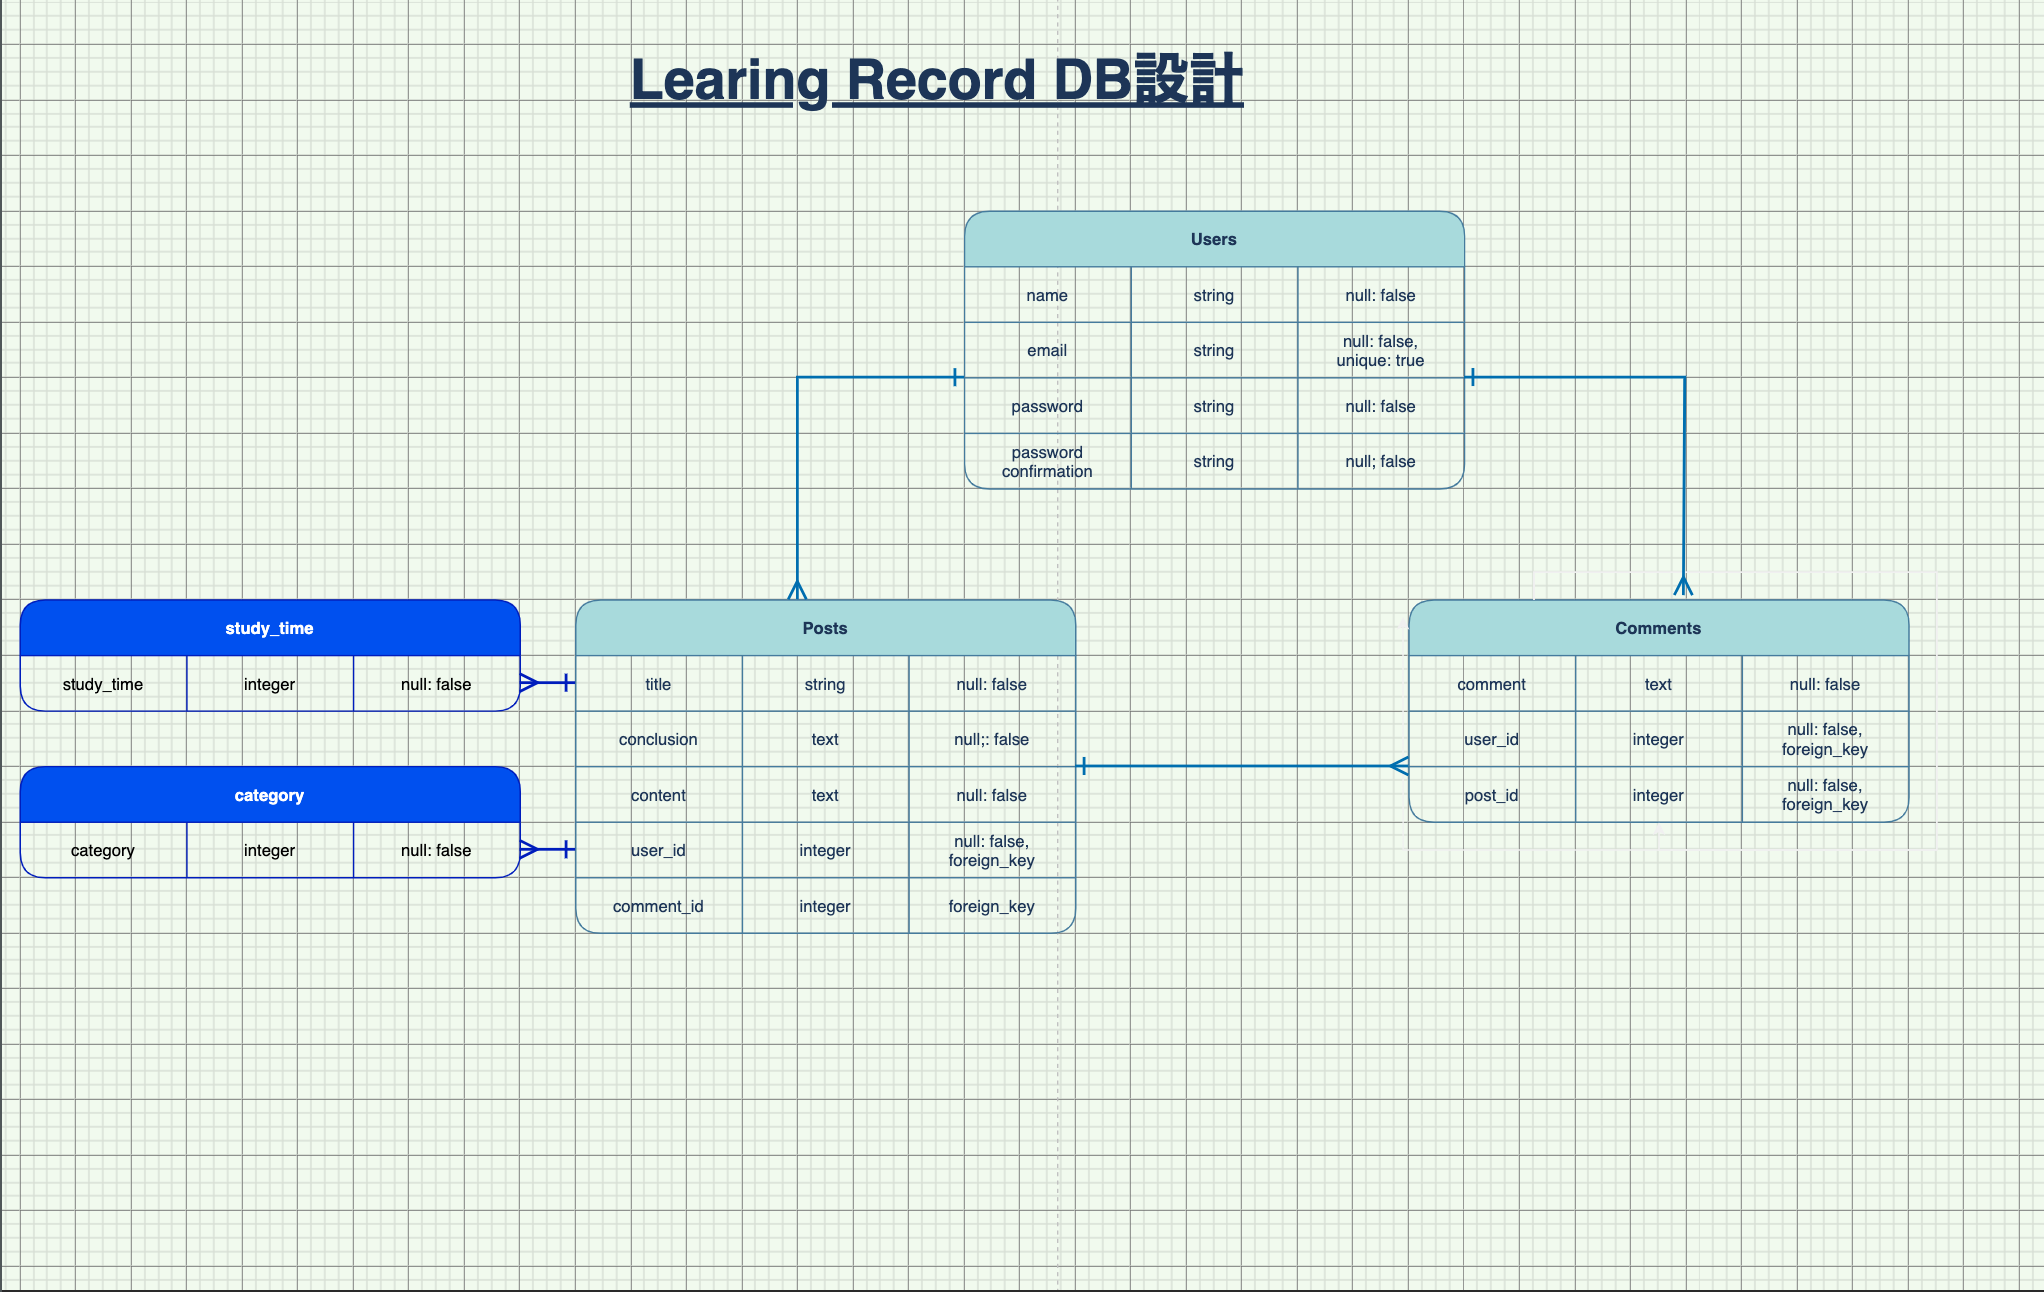 Learing Record DB設計
Users
name string null: false
email string null: false,
unique: true
password string null: false
password
confirmation string null; false
study_time
study_time integer null: false
category
category integer null: false
Posts
title string null: false
conclusion text null;: false
content text null: false
user_id integer null: false,
foreign_key
comment_id integer foreign_key
Comments
comment text null: false
user_id integer null: false,
foreign_key
post_id integer null: false,
foreign_key